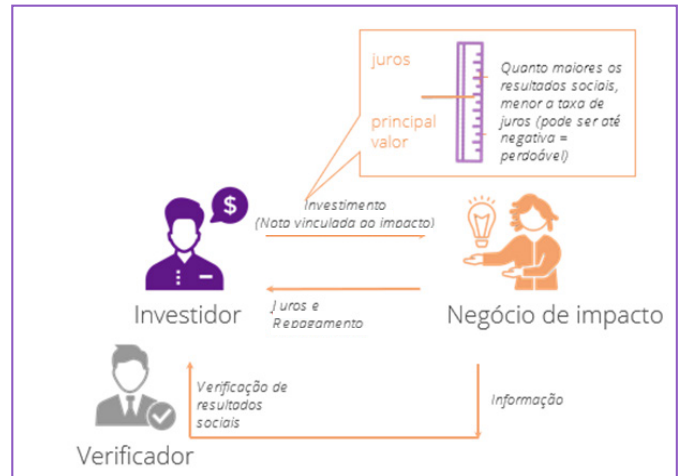 juros
principal
valor
Quanto maiores os
resultados sociais,
menor a taxa de
juros (pode ser até
negativa =
perdoável)
$
Investimento
(Nota vinculada ao impacto)
Investidor
Juros e
Repagamento
Negócio de impacto
Verificação de
resultados
sociais
Informação
Verificador